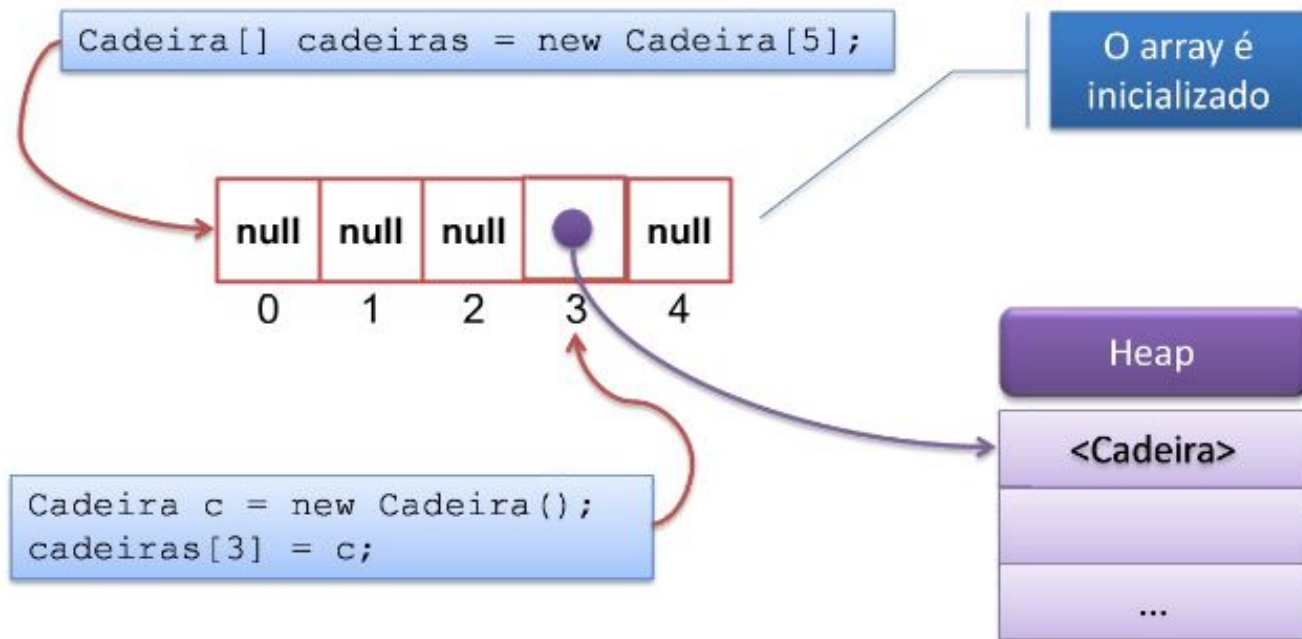 Cadeira[] cadeiras = new Cadeira[5];
O array é
inicializado
null null null null
0 1 2 3 4
Heap
<Cadeira>
...
Cadeira c = new Cadeira();
cadeiras[3] = c;